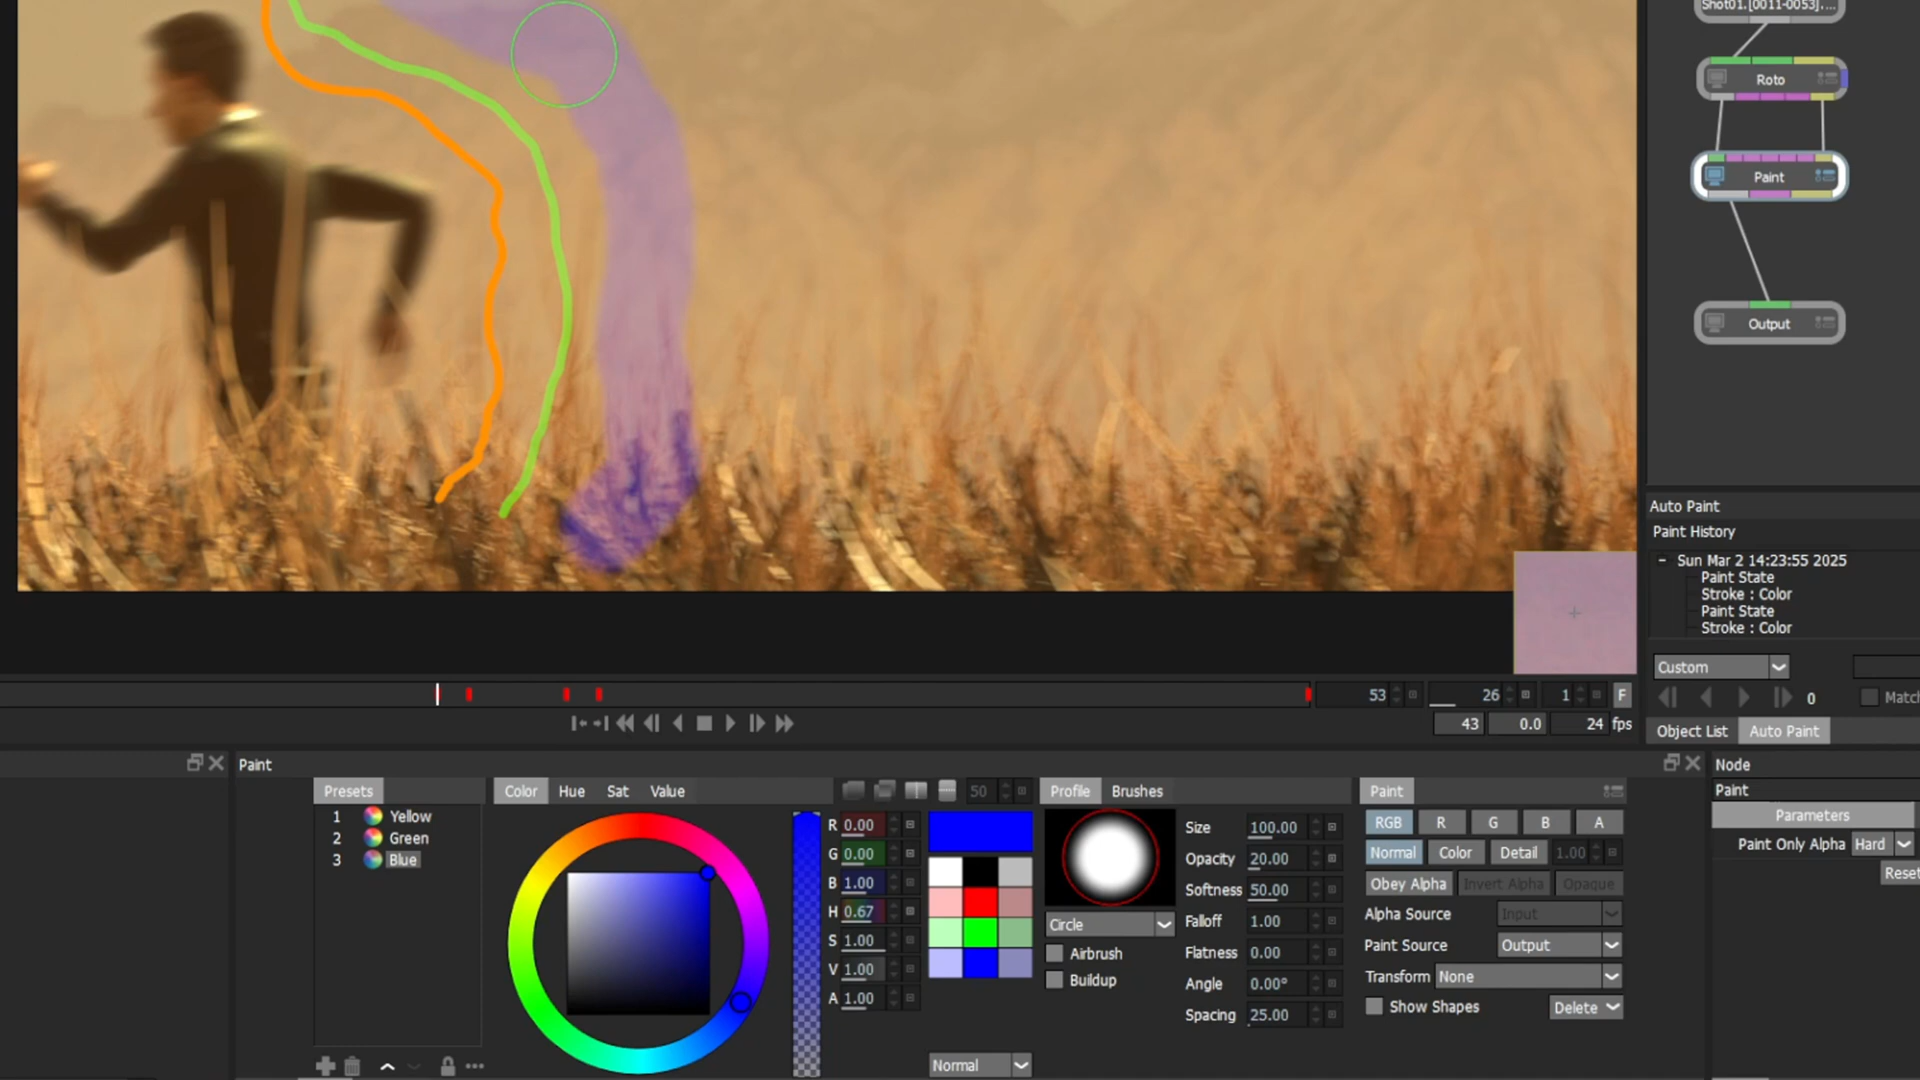 Shot01.[0011-0053]....
Roto
Paint
Output
Auto Paint
Paint History
Sun Mar 2 14:23:55 2025
Paint State
Stroke : Color
Paint State
Stroke : Color
Custom
0
Match
Object List Auto Paint
53 26 1 F
43 0.0 24 fps
Paint
Presets
1 Yellow
2 Green
3 Blue
Color Hue Sat Value
50
R 0.00
G 0.00
B 1.00
H 0.67
S 1.00
V 1.00
A 1.00
Normal
Profile Brushes
Circle
Airbrush
Buildup
Size 100.00
Opacity 20.00
Softness 50.00
Falloff 1.00
Flatness 0.00
Angle 0.00°
Spacing 25.00
Paint
RGB R G B A
Normal Color Detail 1.00
Obey Alpha Invert Alpha Opaque
Alpha Source Input
Paint Source Output
Transform None
Show Shapes Delete
Node
Paint
Parameters
Paint Only Alpha Hard
Reset